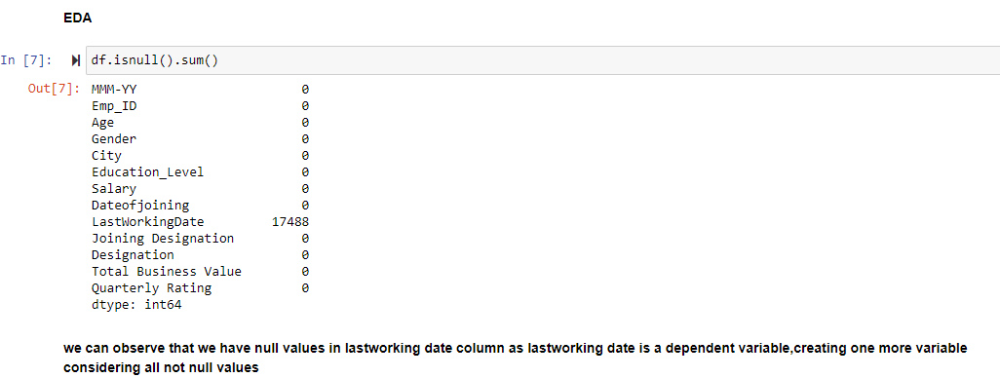 EDA
In [7]: df.isnull().sum()
Out[7]: MMM-YY 0
Emp_ID 0
Age 0
Gender 0
City 0
Education_Level 0
Salary 0
Dateofjoining 0
LastWorkingDate 17488
Joining Designation 0
Designation 0
Total Business Value 0
Quarterly Rating 0
dtype: int64
we can observe that we have null values in lastworking date column as lastworking date is a dependent variable,creating one more variable
considering all not null values